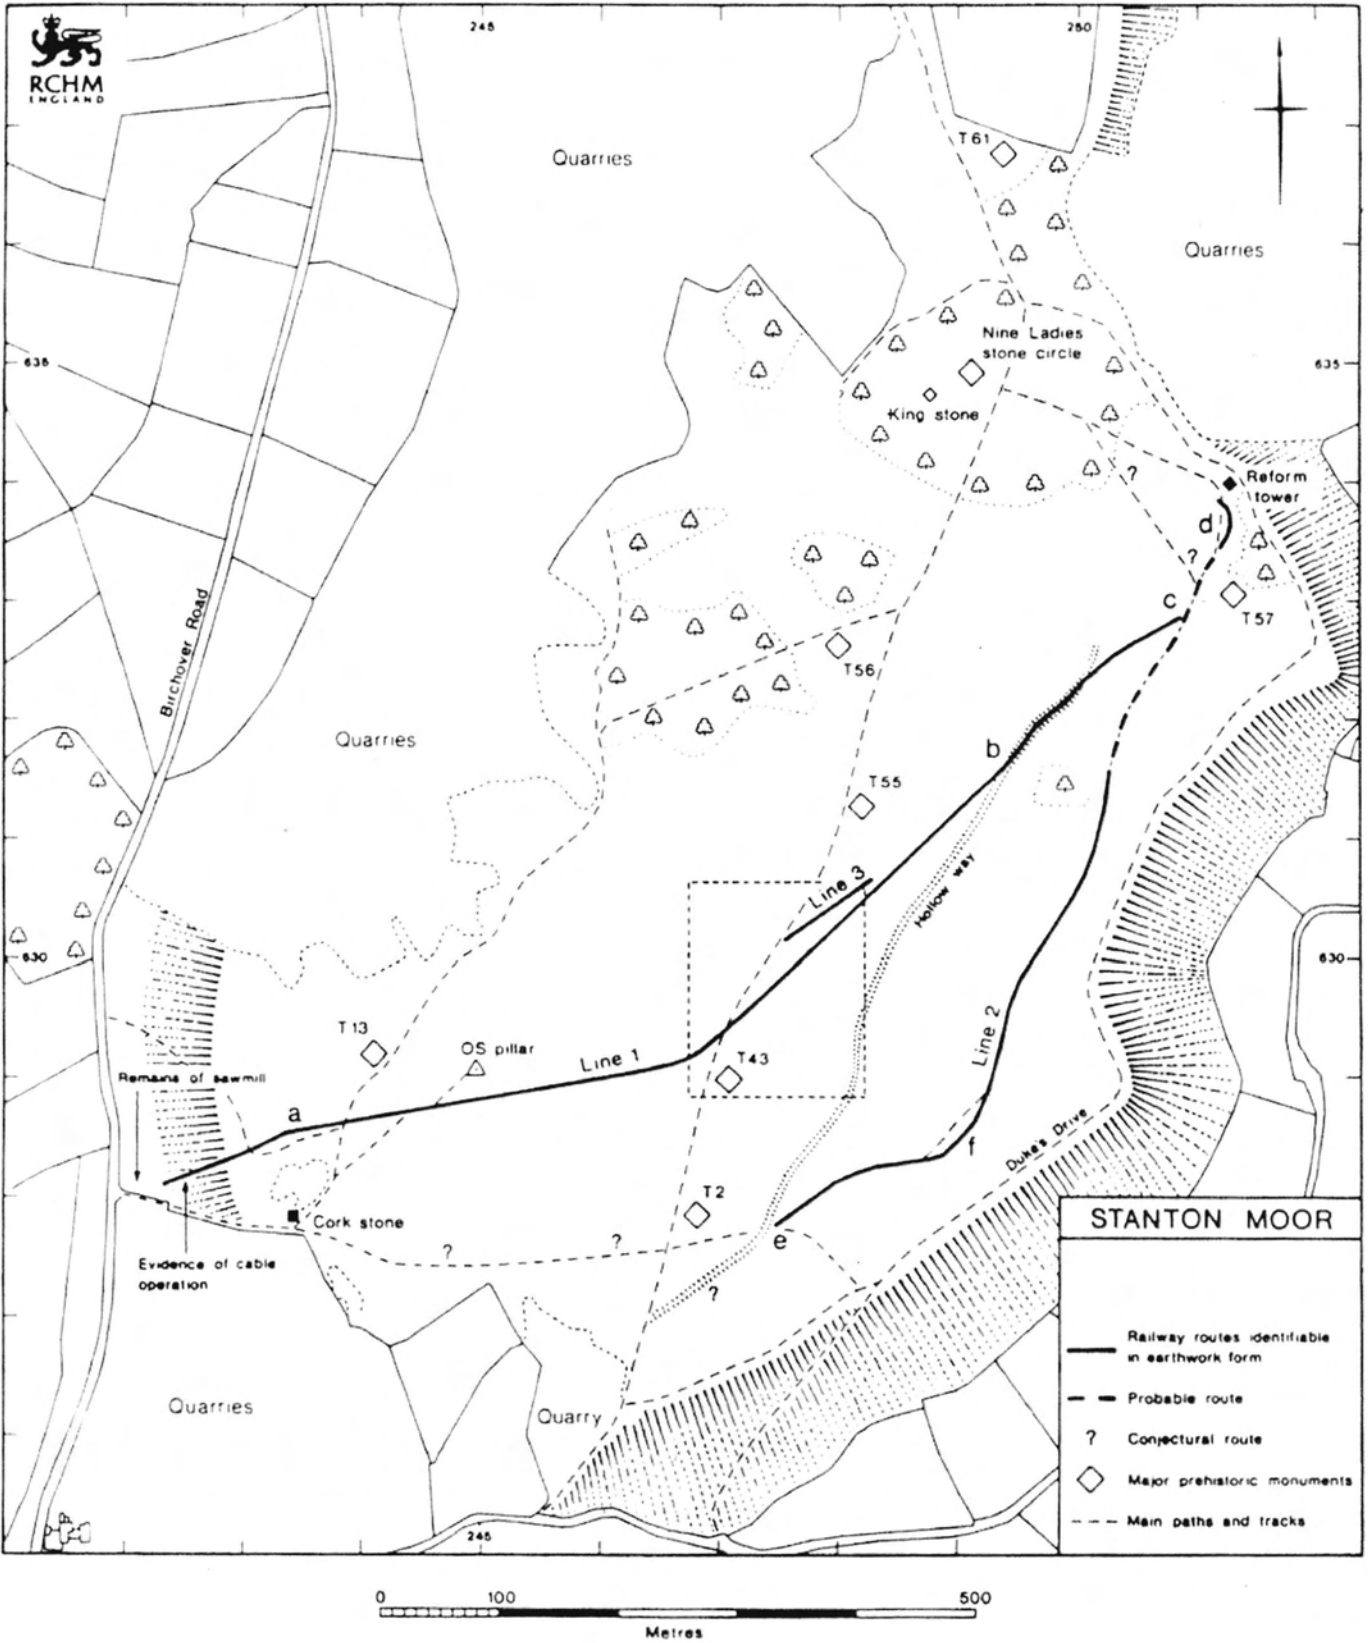 RCHM
ENGLAND
245
250
T61
Quarries
Quarries
635
Nine Ladies
stone circle
635
King stone
?
Reform
tower
d
?
c
T57
Birchover Road
T56
Quarries
b
T55
Line 3
Hollow way
630
630
Line 2
T13
OS pillar
Line 1
T43
Remains of sawmill
a
Duke's Drive
f
T2
Cork stone
?
?
e
Evidence of cable
operation
?
STANTON MOOR
Railway routes identifiable
in earthwork form
Probable route
? Conjectural route
Major prehistoric monuments
Main paths and tracks
Quarries
Quarry
245
0 100 500
Metres